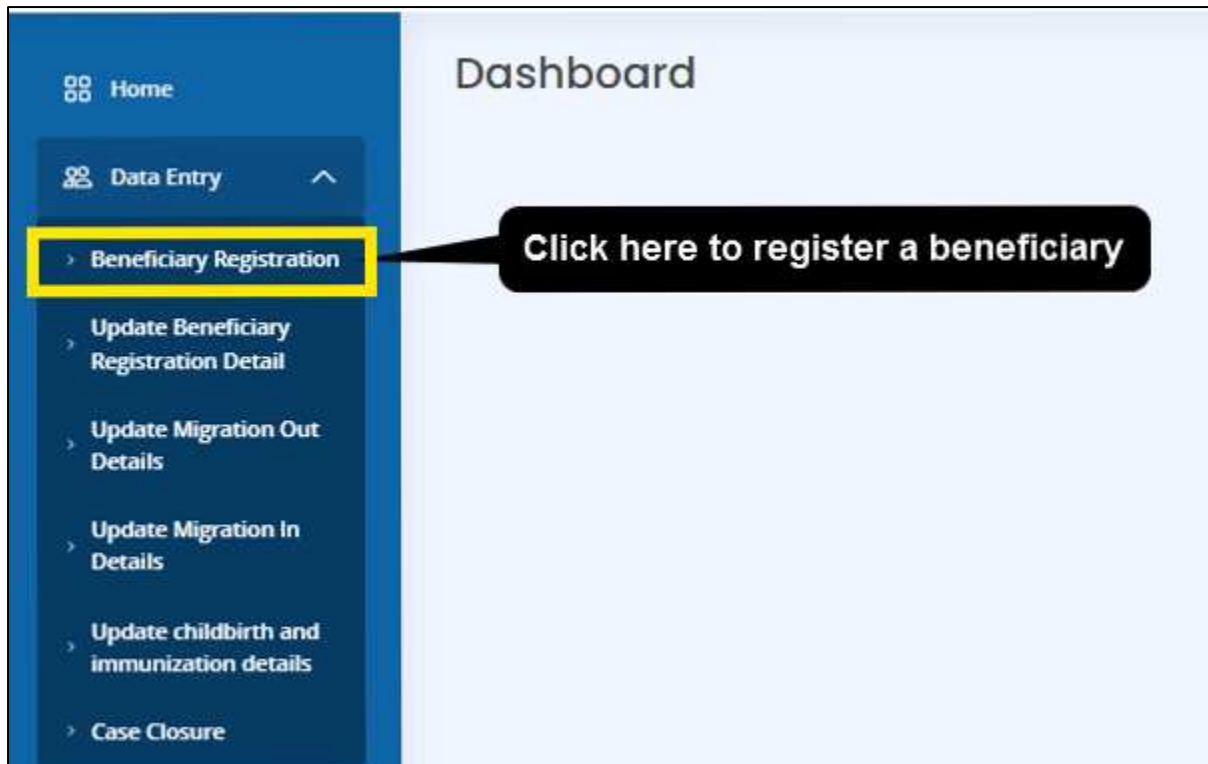 Dashboard
Home
Data Entry
Beneficiary Registration
Click here to register a beneficiary
Update Beneficiary
Registration Detail
Update Migration Out
Details
Update Migration In
Details
Update childbirth and
immunization details
Case Closure